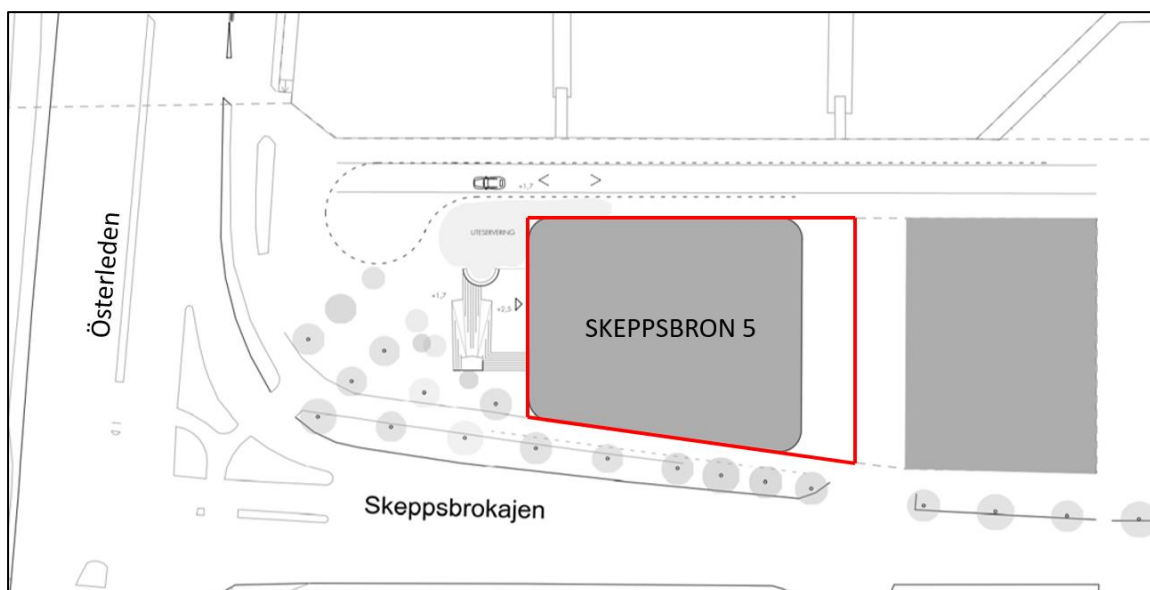 +1,7
UTESERVERING
+1,7
+2,5
SKEPPSBRON 5
Österleden
Skeppsbrokajen